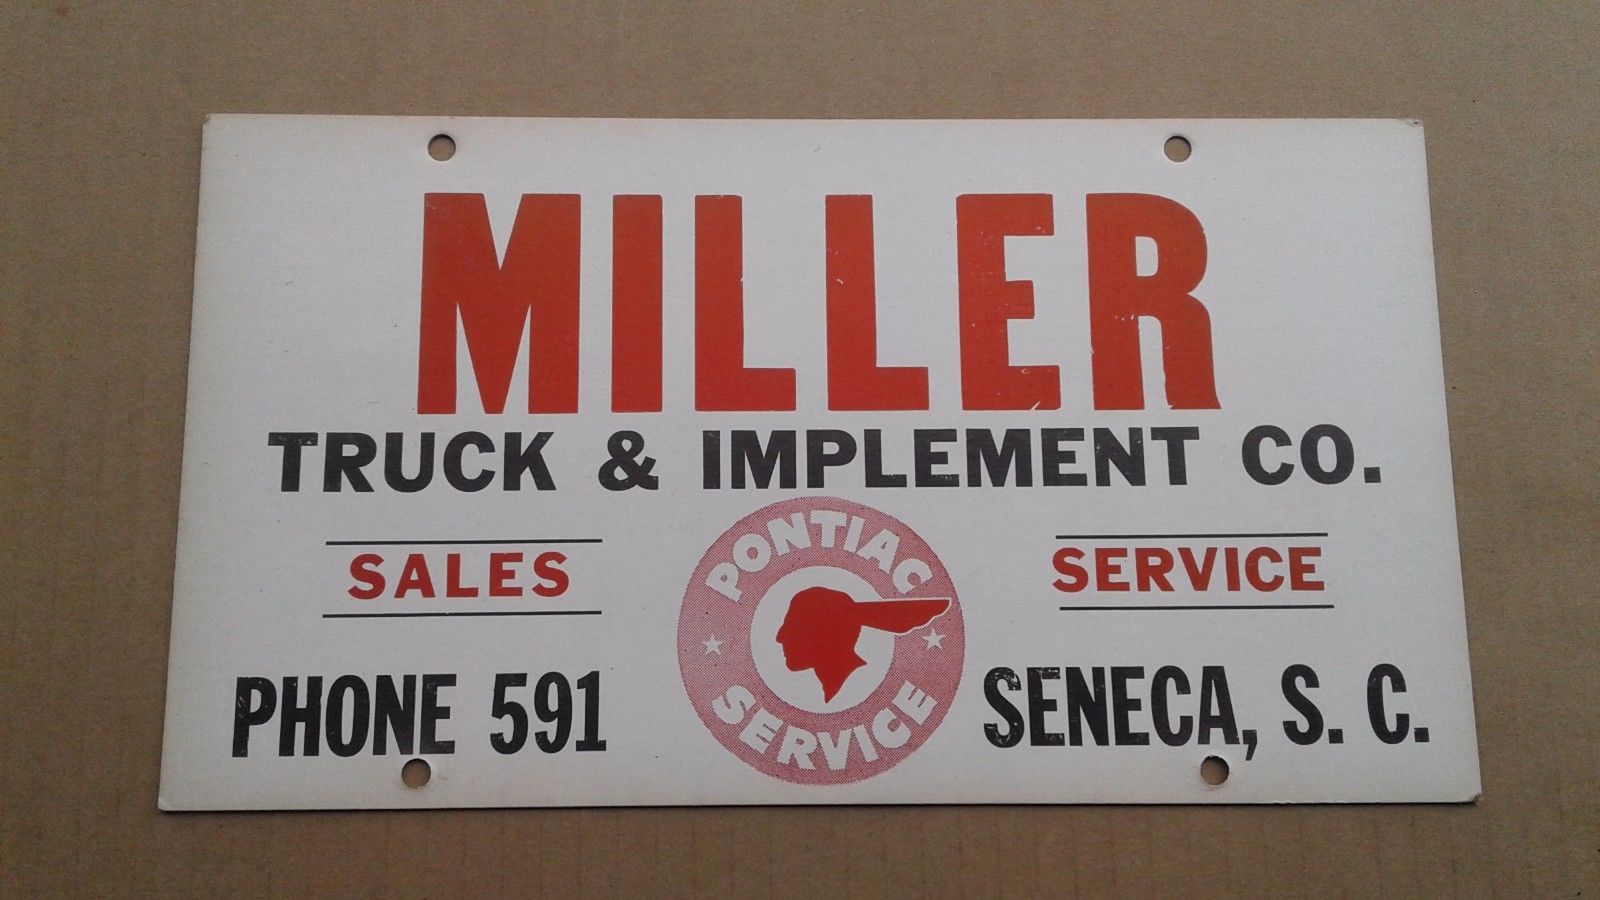 MILLER
TRUCK & IMPLEMENT CO.
SALES
SERVICE
PONTIAC
SERVICE
PHONE 591
SENECA, S. C.